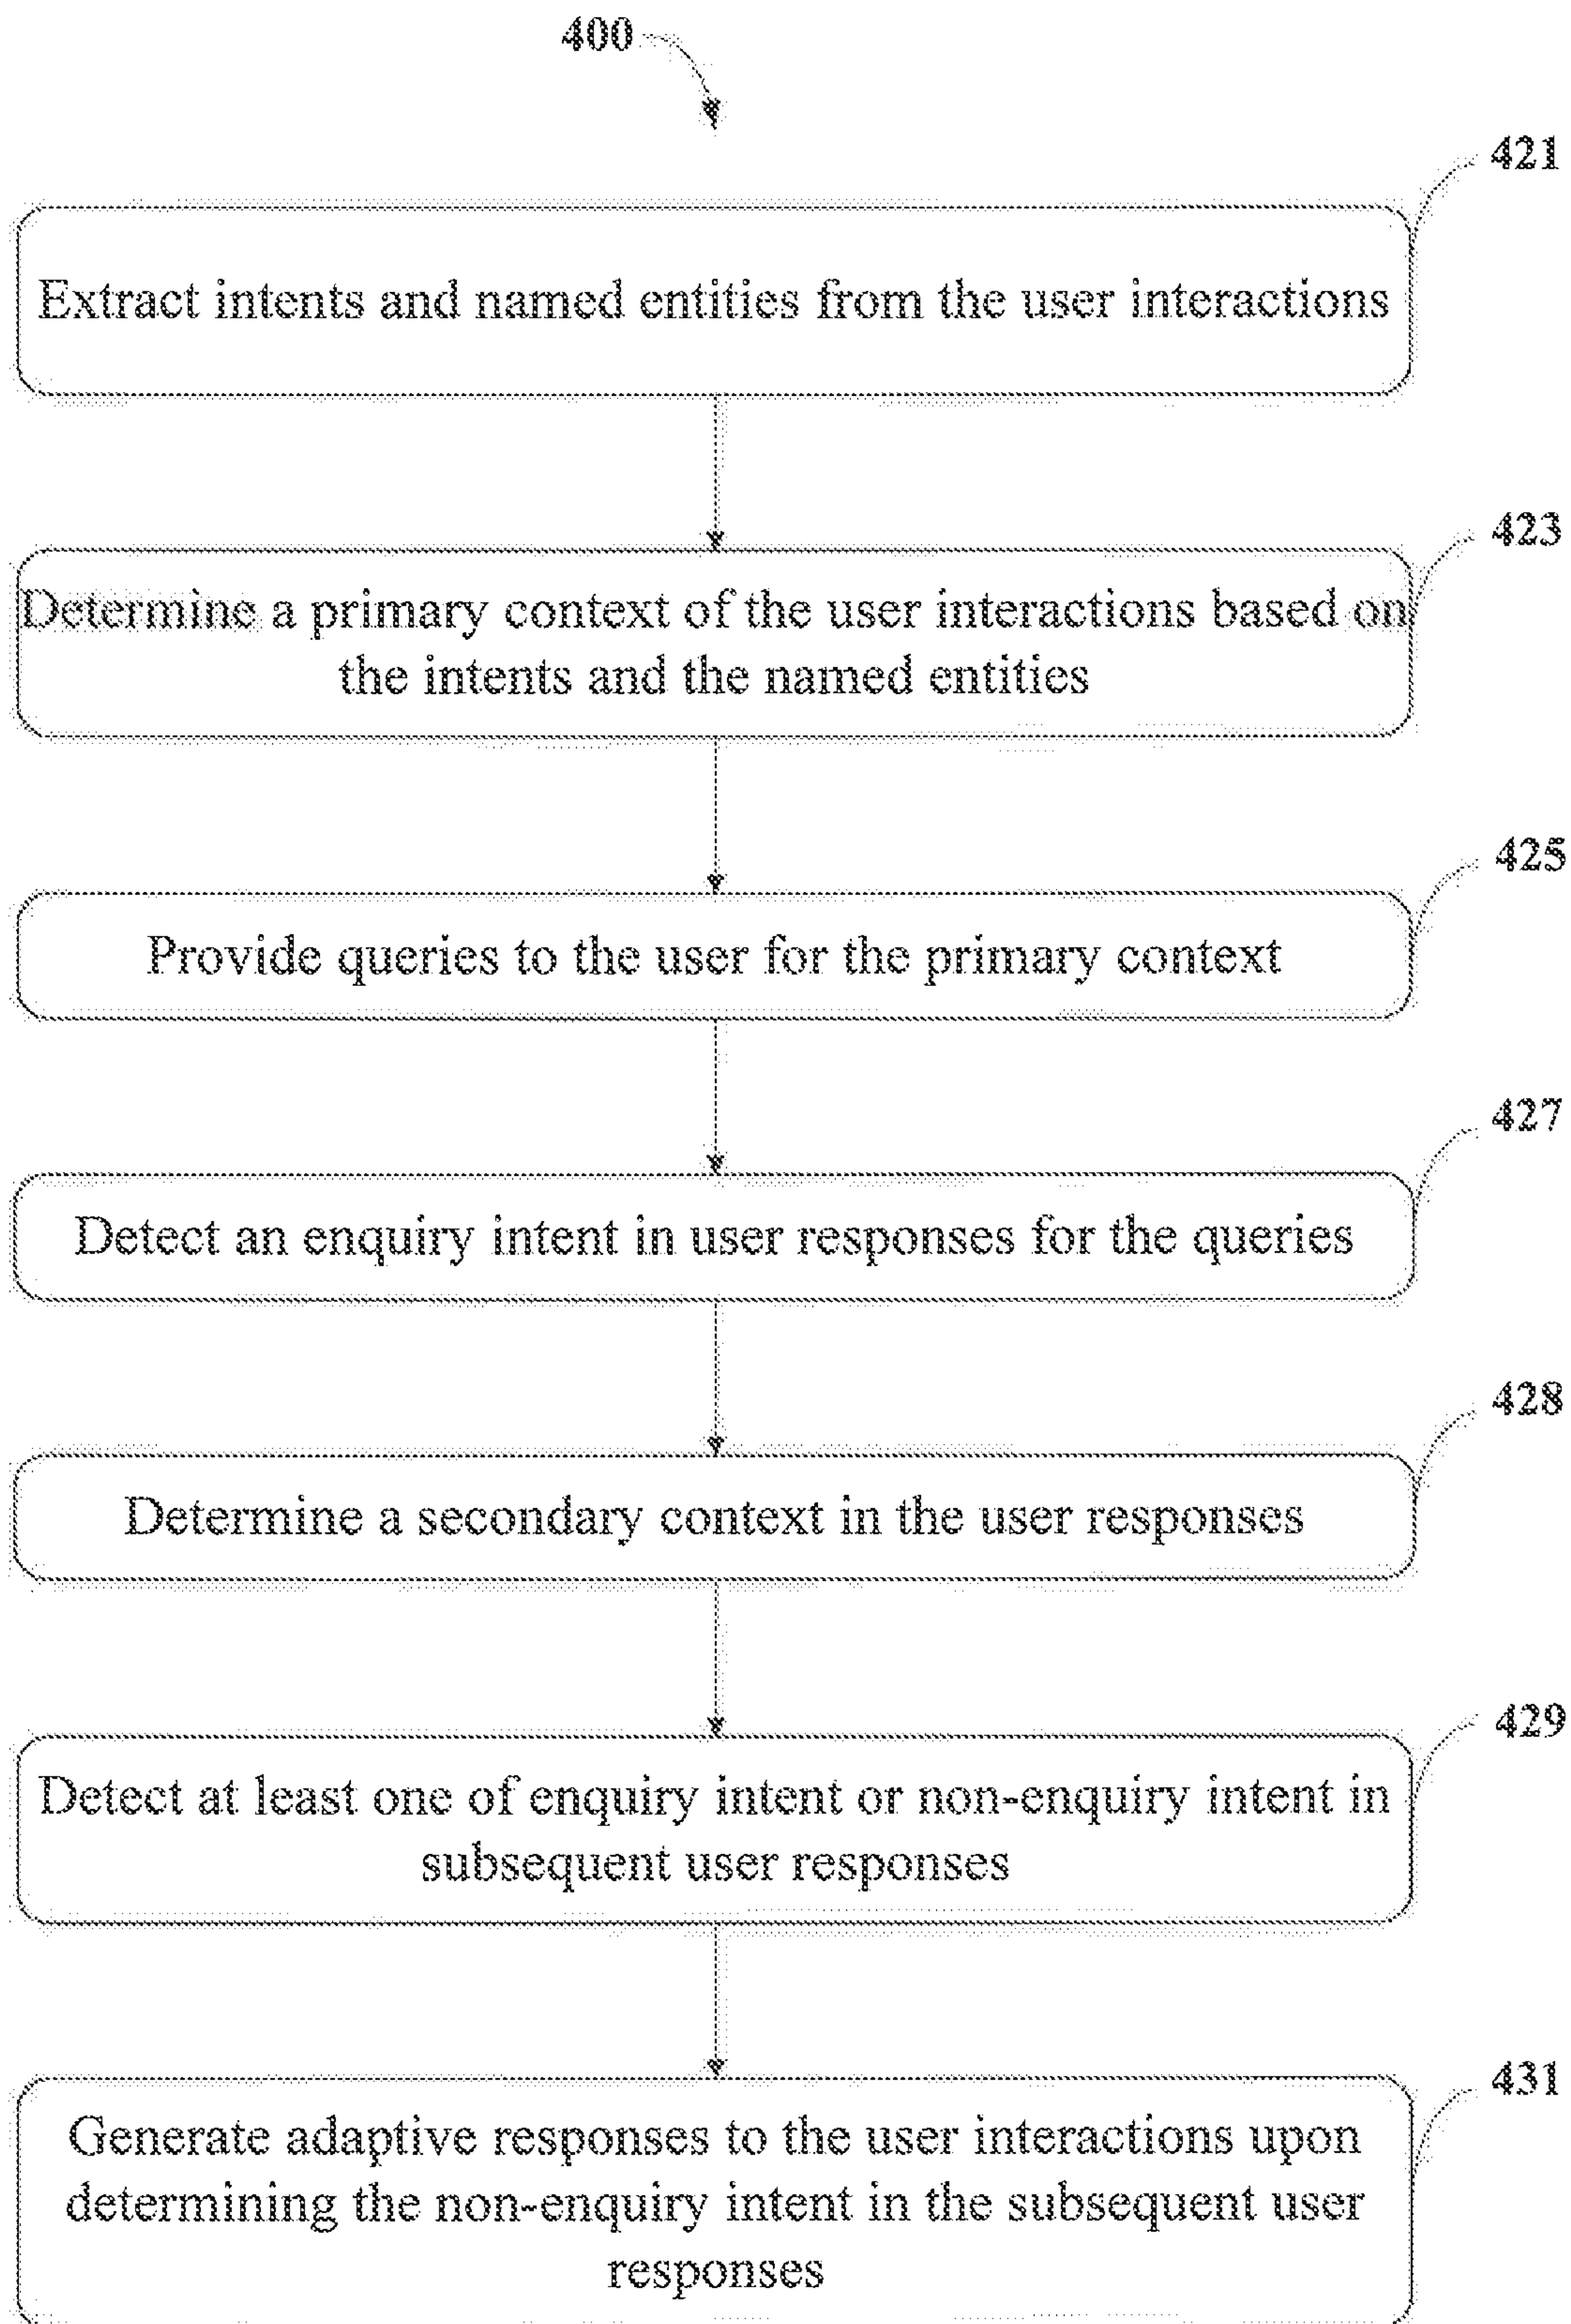 400
421
Extract intents and named entities from the user interactions
423
Determine a primary context of the user interactions based on
the intents and the named entities
425
Provide queries to the user for the primary context
427
Detect an enquiry intent in user responses for the queries
428
Determine a secondary context in the user responses
429
Detect at least one of enquiry intent or non-enquiry intent in
subsequent user responses
431
Generate adaptive responses to the user interactions upon
determining the non-enquiry intent in the subsequent user
responses